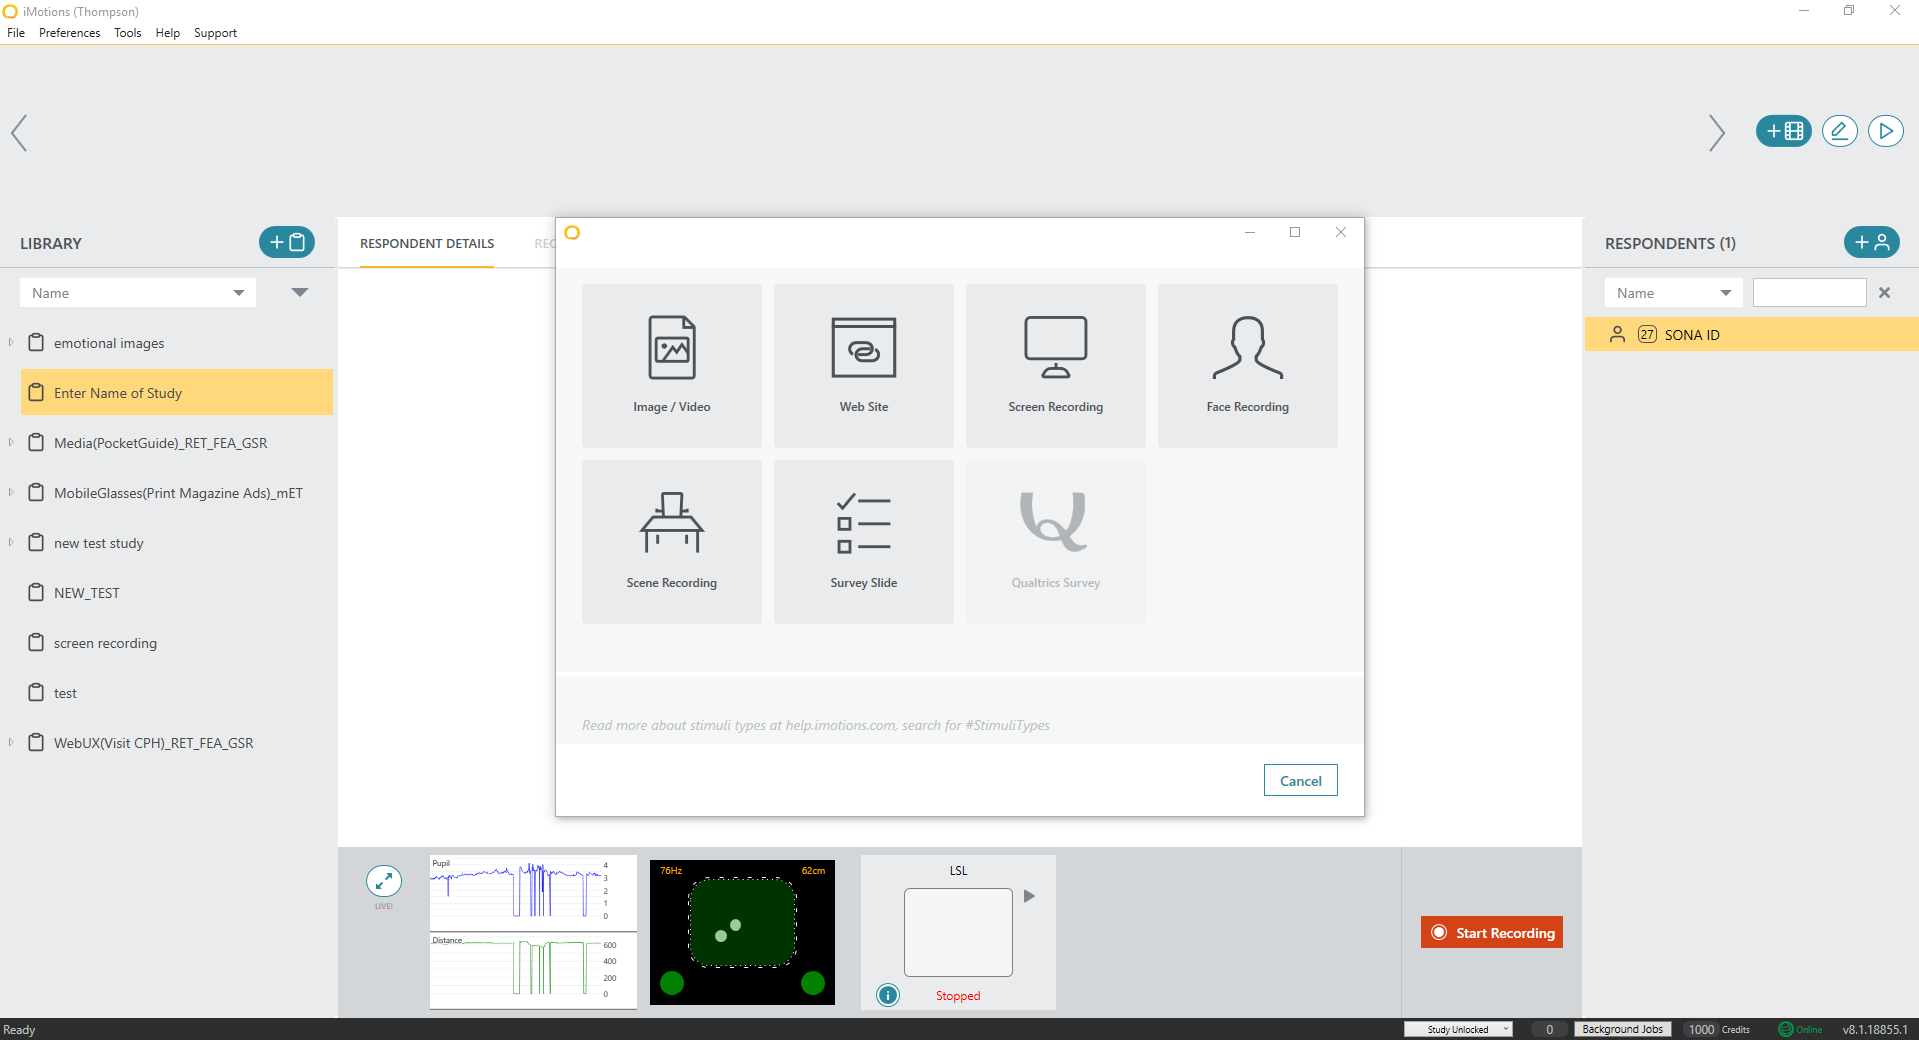 iMotions (Thompson)
File Preferences Tools Help Support
LIBRARY
Name
emotional images
Enter Name of Study
Media(PocketGuide)_RET_FEA_GSR
MobileGlasses(Print Magazine Ads)_mET
new test study
NEW_TEST
screen recording
test
WebUX(Visit CPH)_RET_FEA_GSR
RESPONDENT DETAILS
REC
Image / Video
Web Site
Screen Recording
Face Recording
Scene Recording
Survey Slide
Qualtrics Survey
Read more about stimuli types at help.imotions.com, search for #StimuliTypes
Cancel
RESPONDENTS (1)
Name
27 SONA ID
LIVE!
Pupil
4
3
2
1
0
Distance
600
400
200
0
76Hz
62cm
LSL
i
Stopped
Start Recording
Ready
Study Unlocked
0
Background Jobs
1000 Credits
Online
v8.1.18855.1